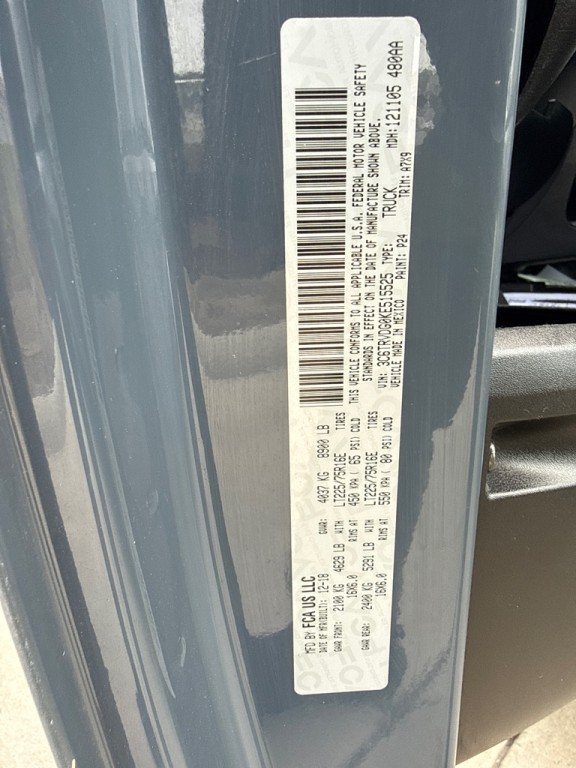 MFD BY FCA US LLC
DATE OF MFR(BUILT): 12-18 GVWR: 4037 KG 8900 LB
GAWR FRONT: 2100 KG 4629 LB WITH LT225/75R16E TIRES
16X6.0 RIMS AT 450 KPA ( 65 PSI) COLD
GAWR REAR: 2400 KG 5291 LB WITH LT225/75R16E TIRES
16X6.0 RIMS AT 550 KPA ( 80 PSI) COLD
THIS VEHICLE CONFORMS TO ALL APPLICABLE U.S.A. FEDERAL MOTOR VEHICLE SAFETY
STANDARDS IN EFFECT ON THE DATE OF MANUFACTURE SHOWN ABOVE.
VIN: 3C6TRVDG0KE515525 TYPE: TRUCK MDH:121105 480AA
VEHICLE MADE IN MEXICO PAINT: P24 TRIM: A7X9